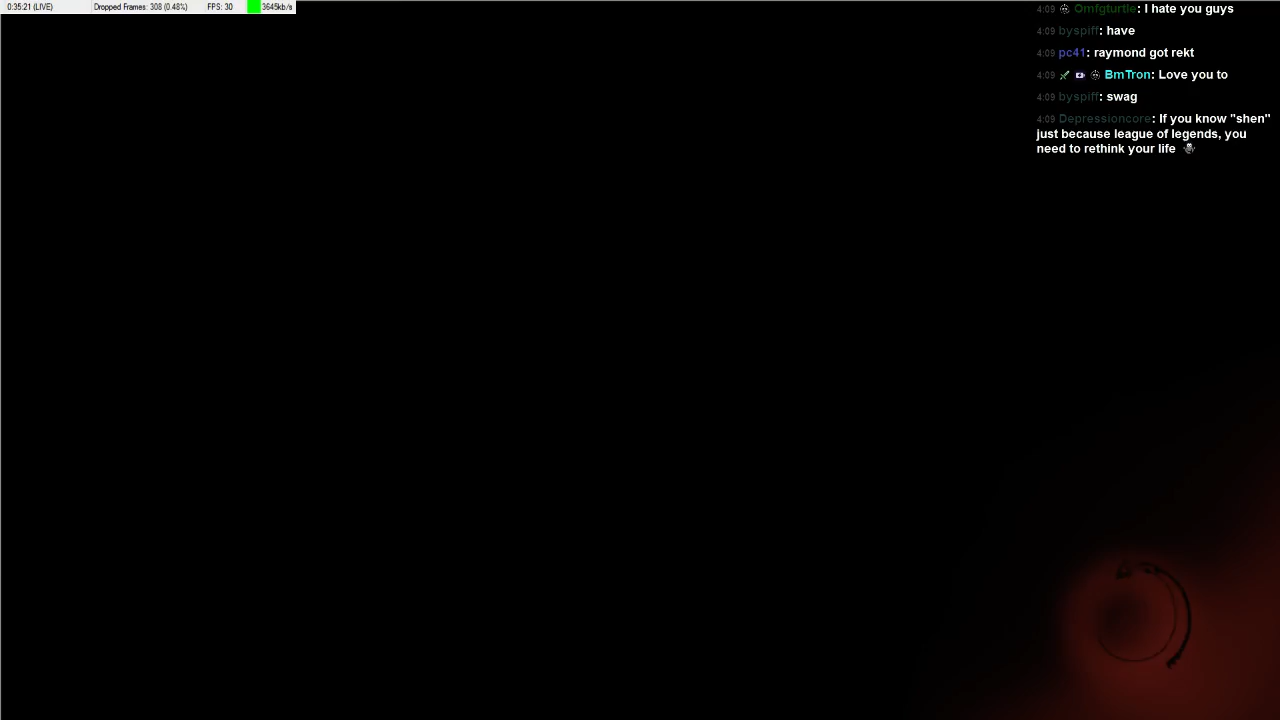 0:35:21 (LIVE) Dropped Frames: 308 (0.48%) FPS: 30 3645kb/s
4:09 Omfgturtle: I hate you guys
4:09 byspiff: have
4:09 pc41: raymond got rekt
4:09 BmTron: Love you to
4:09 byspiff: swag
4:09 Depressioncore: If you know "shen"
just because league of legends, you
need to rethink your life